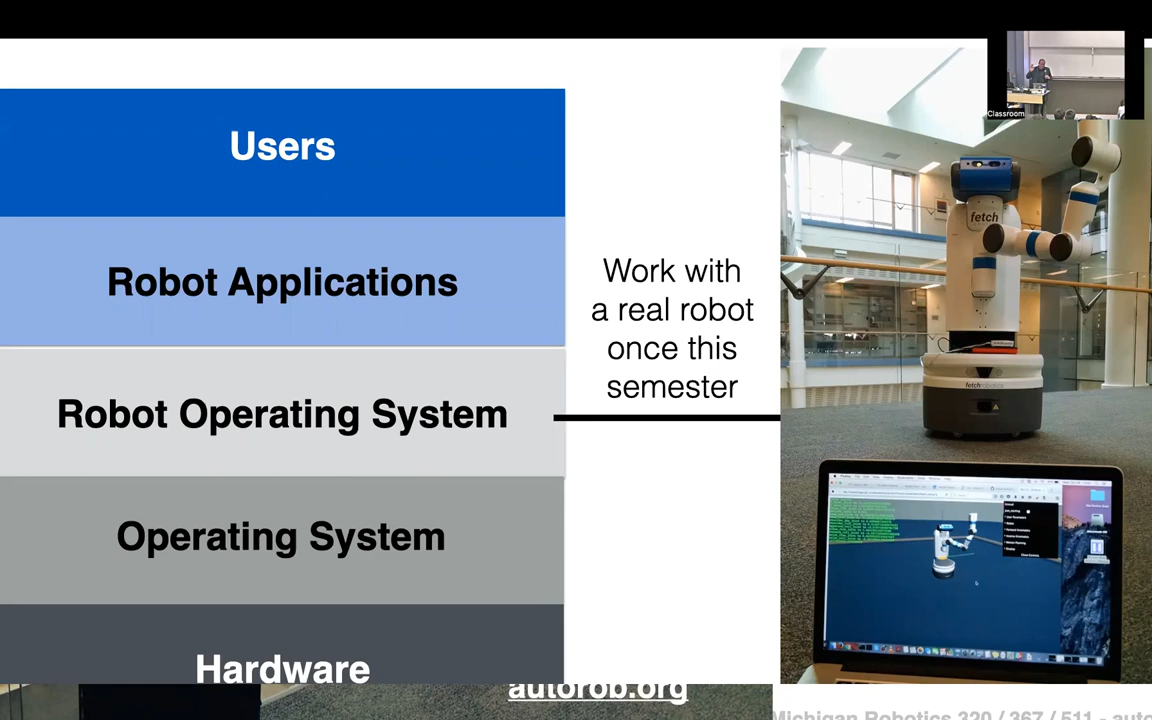 Users
Robot Applications
Robot Operating System
Operating System
Hardware
Work with
a real robot
once this
semester
Classroom
fetch
fetchrobotics
autorob.org
Michigan Robotics 320 / 367 / 511 - auto